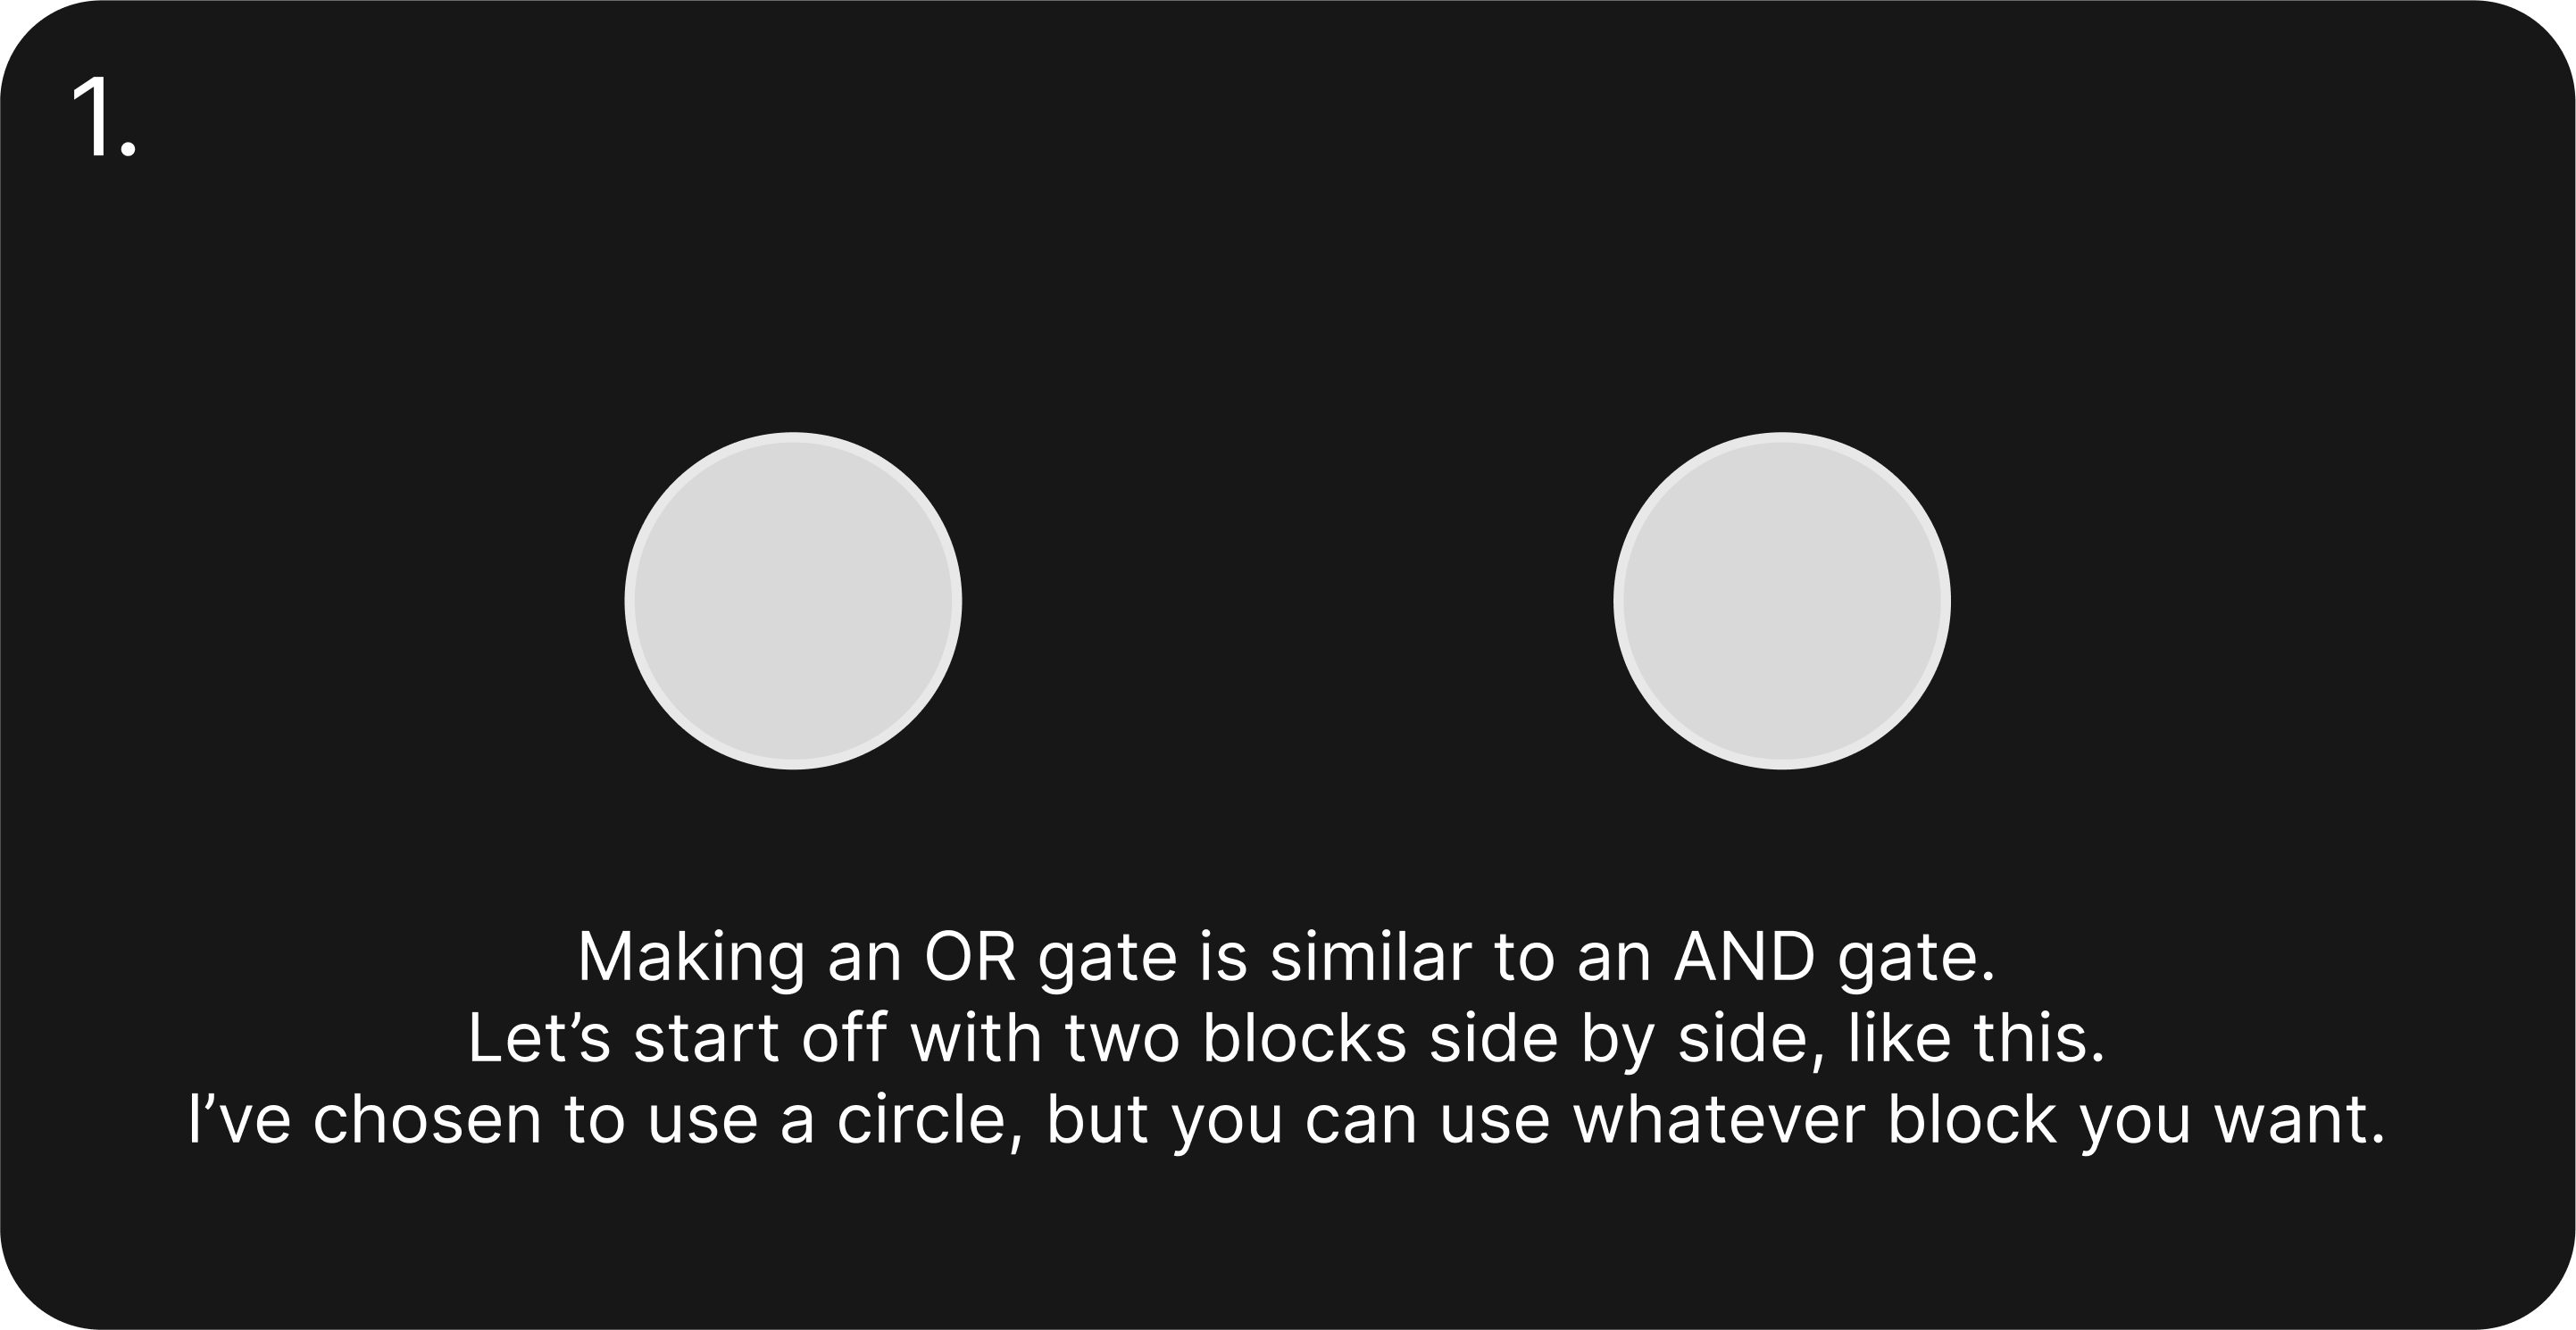 1.
Making an OR gate is similar to an AND gate.
Let’s start off with two blocks side by side, like this.
I’ve chosen to use a circle, but you can use whatever block you want.